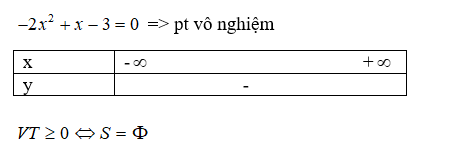 −2x² + x − 3 = 0 => pt vô nghiệm
x -∞ +∞
y -
VT ≥ 0 ⇔ S = Φ